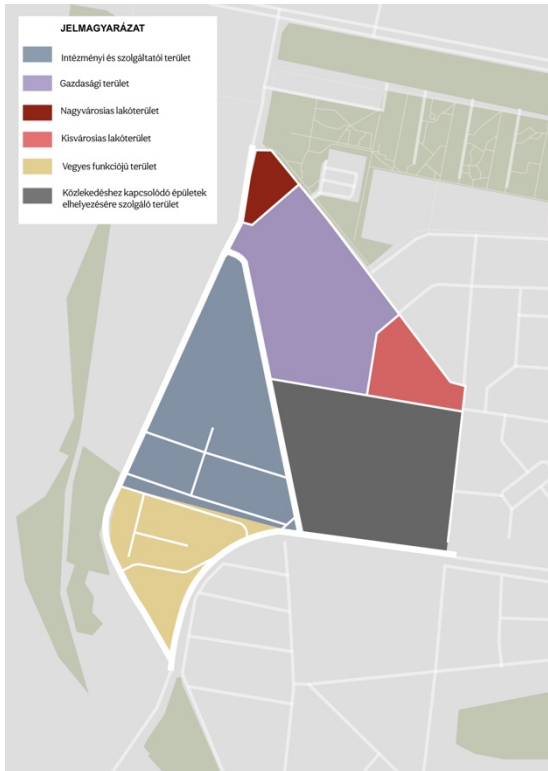 JELMAGYARÁZAT
Intézményi és szolgáltatói terület
Gazdasági terület
Nagyvárosias lakóterület
Kisvárosias lakóterület
Vegyes funkciójú terület
Közlekedéshez kapcsolódó épületek
elhelyezésére szolgáló terület